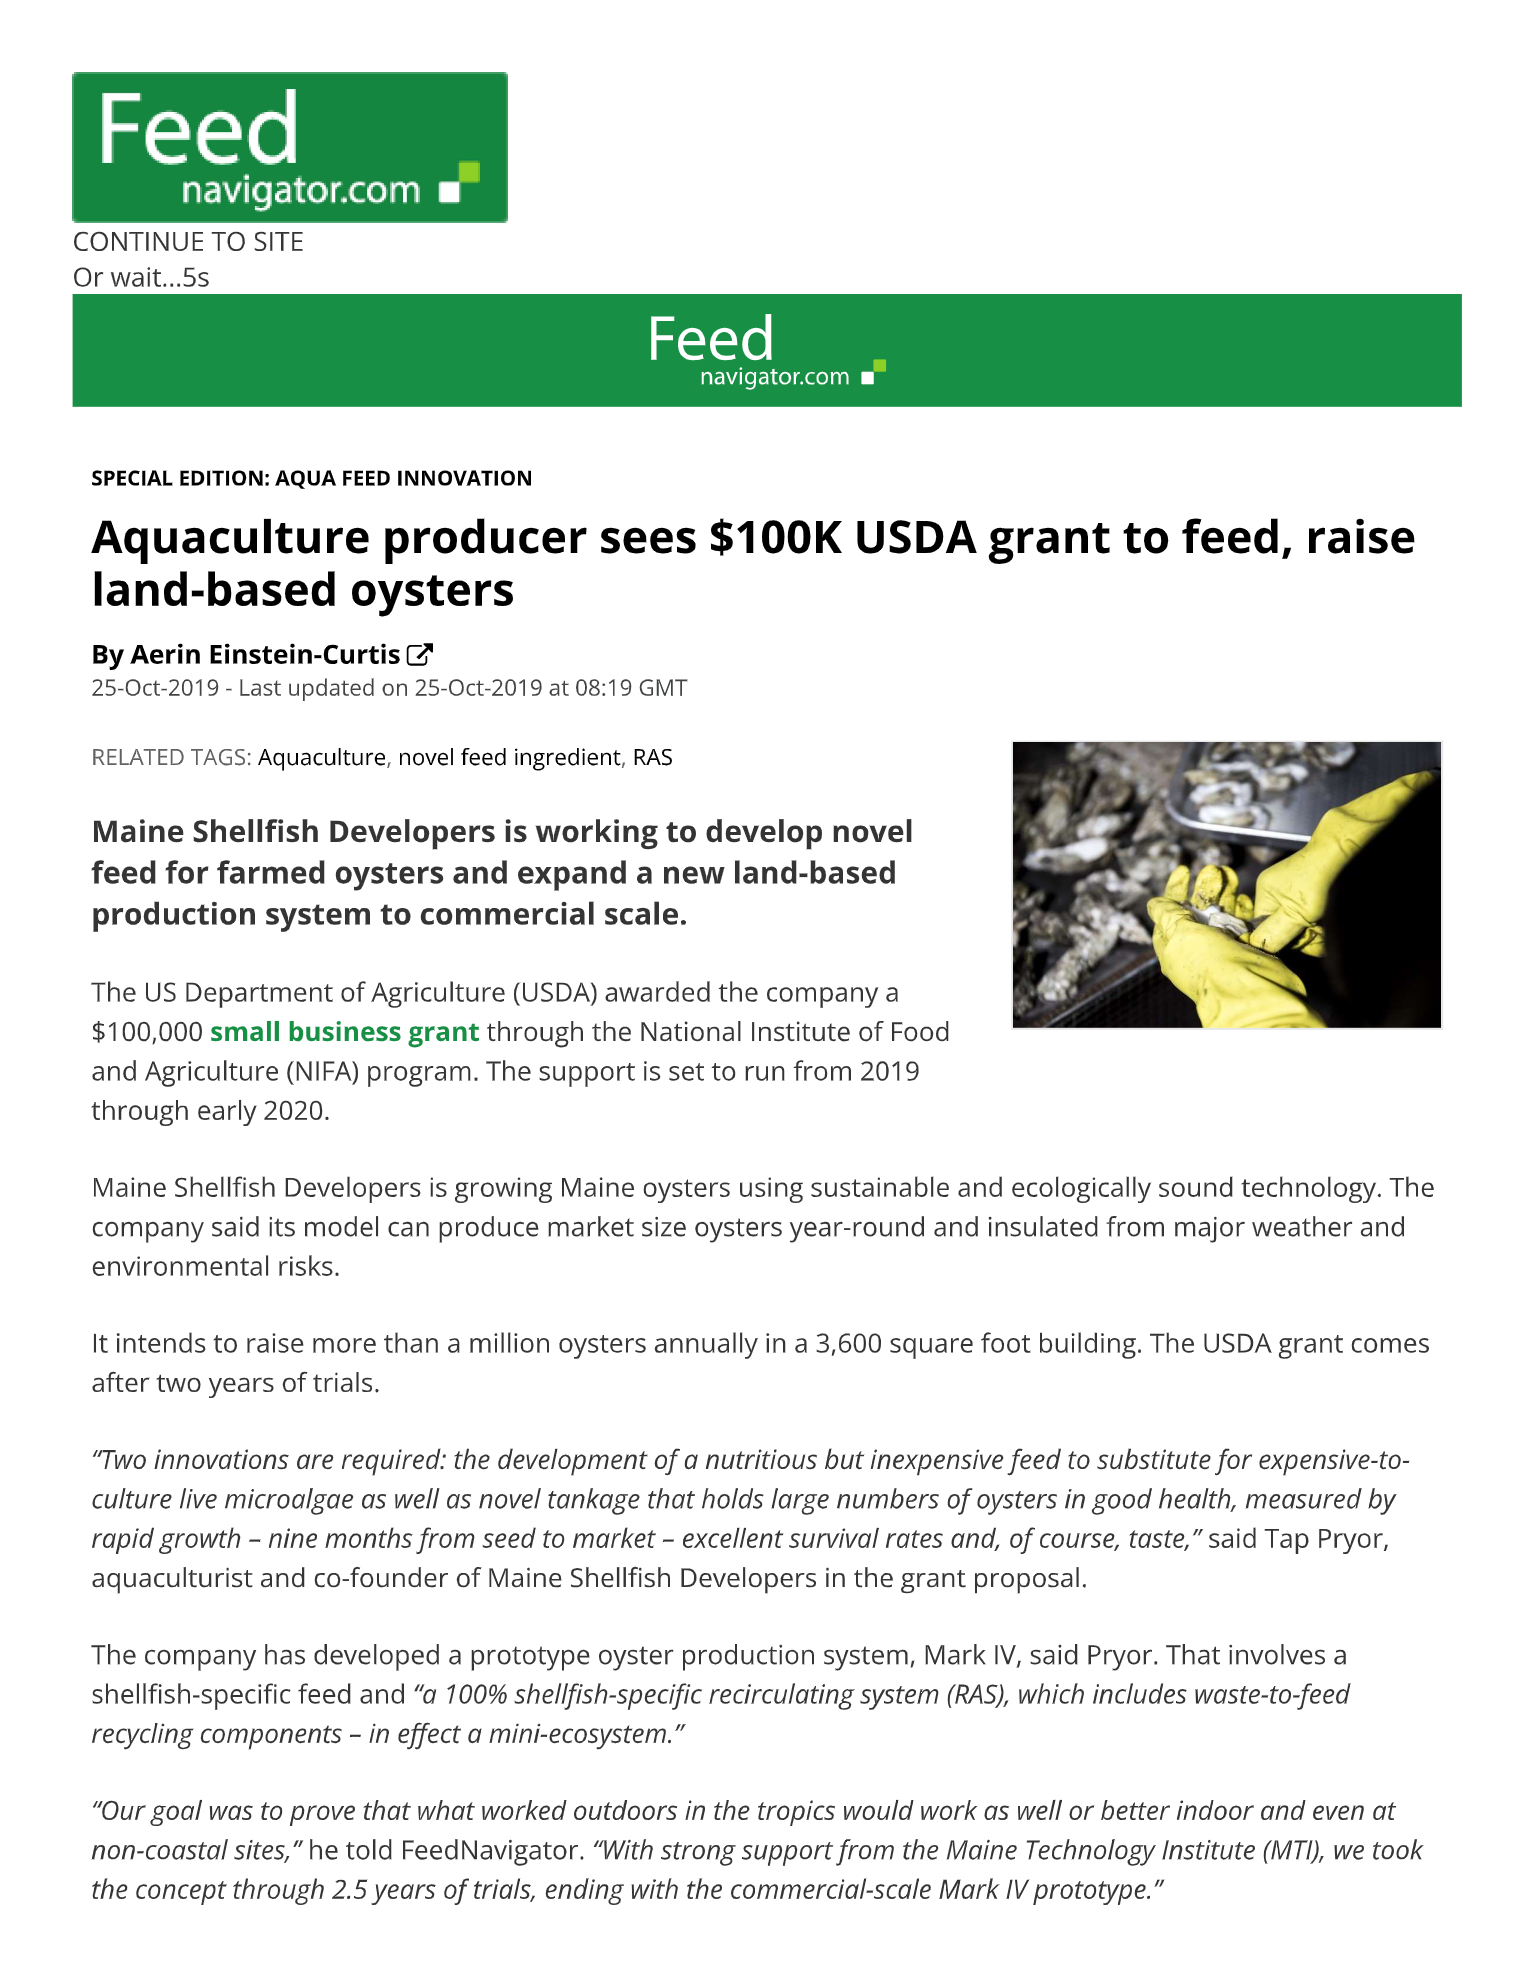 Feed
navigator.com
CONTINUE TO SITE
Or wait...5s
Feed
navigator.com
SPECIAL EDITION: AQUA FEED INNOVATION
Aquaculture producer sees $100K USDA grant to feed, raise
land-based oysters
By Aerin Einstein-Curtis
25-Oct-2019 - Last updated on 25-Oct-2019 at 08:19 GMT
RELATED TAGS: Aquaculture, novel feed ingredient, RAS
Maine Shellfish Developers is working to develop novel
feed for farmed oysters and expand a new land-based
production system to commercial scale.
The US Department of Agriculture (USDA) awarded the company a
$100,000 small business grant through the National Institute of Food
and Agriculture (NIFA) program. The support is set to run from 2019
through early 2020.
Maine Shellfish Developers is growing Maine oysters using sustainable and ecologically sound technology. The
company said its model can produce market size oysters year-round and insulated from major weather and
environmental risks.
It intends to raise more than a million oysters annually in a 3,600 square foot building. The USDA grant comes
after two years of trials.
“Two innovations are required: the development of a nutritious but inexpensive feed to substitute for expensive-to-
culture live microalgae as well as novel tankage that holds large numbers of oysters in good health, measured by
rapid growth – nine months from seed to market – excellent survival rates and, of course, taste,” said Tap Pryor,
aquaculturist and co-founder of Maine Shellfish Developers in the grant proposal.
The company has developed a prototype oyster production system, Mark IV, said Pryor. That involves a
shellfish-specific feed and “a 100% shellfish-specific recirculating system (RAS), which includes waste-to-feed
recycling components – in effect a mini-ecosystem.”
“Our goal was to prove that what worked outdoors in the tropics would work as well or better indoor and even at
non-coastal sites,” he told FeedNavigator. “With strong support from the Maine Technology Institute (MTI), we took
the concept through 2.5 years of trials, ending with the commercial-scale Mark IV prototype.”